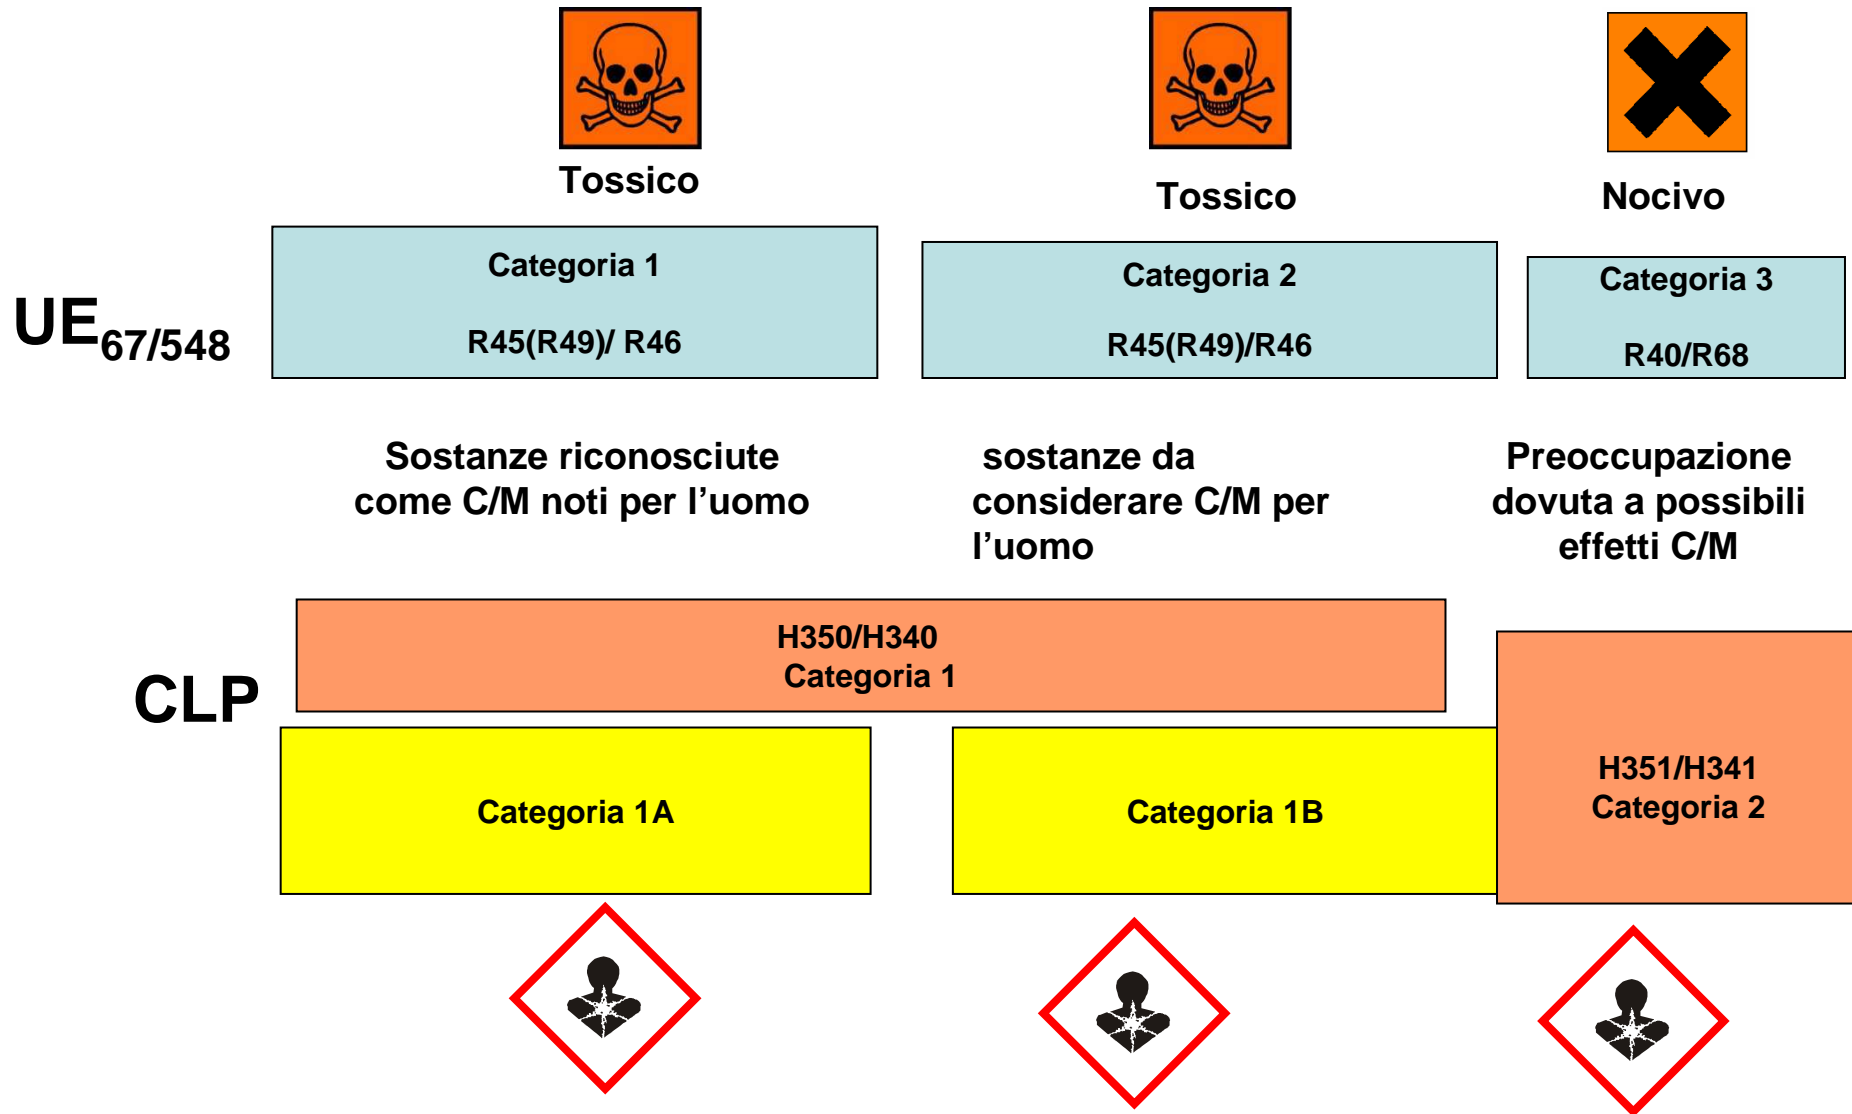 Tossico
Tossico
Nocivo
UE67/548
Categoria 1
R45(R49)/ R46
Categoria 2
R45(R49)/R46
Categoria 3
R40/R68
Sostanze riconosciute
come C/M noti per l’uomo
sostanze da
considerare C/M per
l’uomo
Preoccupazione
dovuta a possibili
effetti C/M
CLP
H350/H340
Categoria 1
Categoria 1A
Categoria 1B
H351/H341
Categoria 2